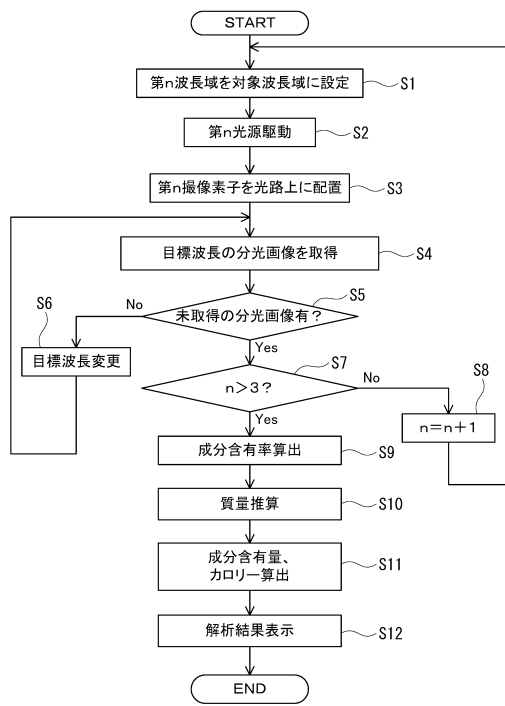 START
第n波長域を対象波長域に設定
S1
第n光源駆動
S2
第n撮像素子を光路上に配置
S3
目標波長の分光画像を取得
S4
未取得の分光画像有?
S5
No
S6
目標波長変更
Yes
n>3?
S7
No
S8
n=n+1
Yes
成分含有率算出
S9
質量推算
S10
成分含有量、
カロリー算出
S11
解析結果表示
S12
END